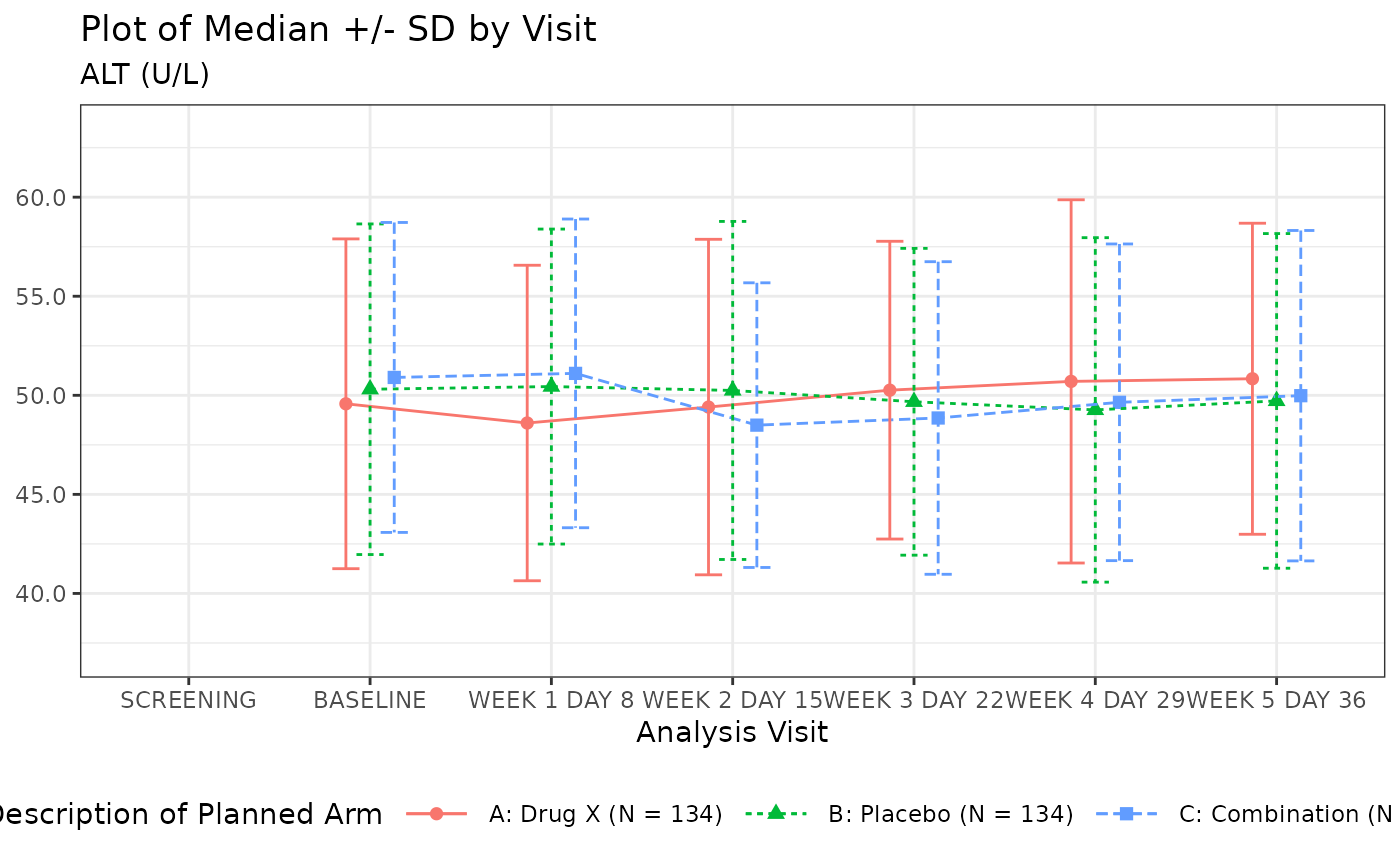 Plot of Median +/- SD by Visit
ALT (U/L)
60.0
55.0
50.0
45.0
40.0
SCREENING BASELINE WEEK 1 DAY 8 WEEK 2 DAY 15 WEEK 3 DAY 22 WEEK 4 DAY 29 WEEK 5 DAY 36
Analysis Visit
Description of Planned Arm A: Drug X (N = 134) B: Placebo (N = 134) C: Combination (N